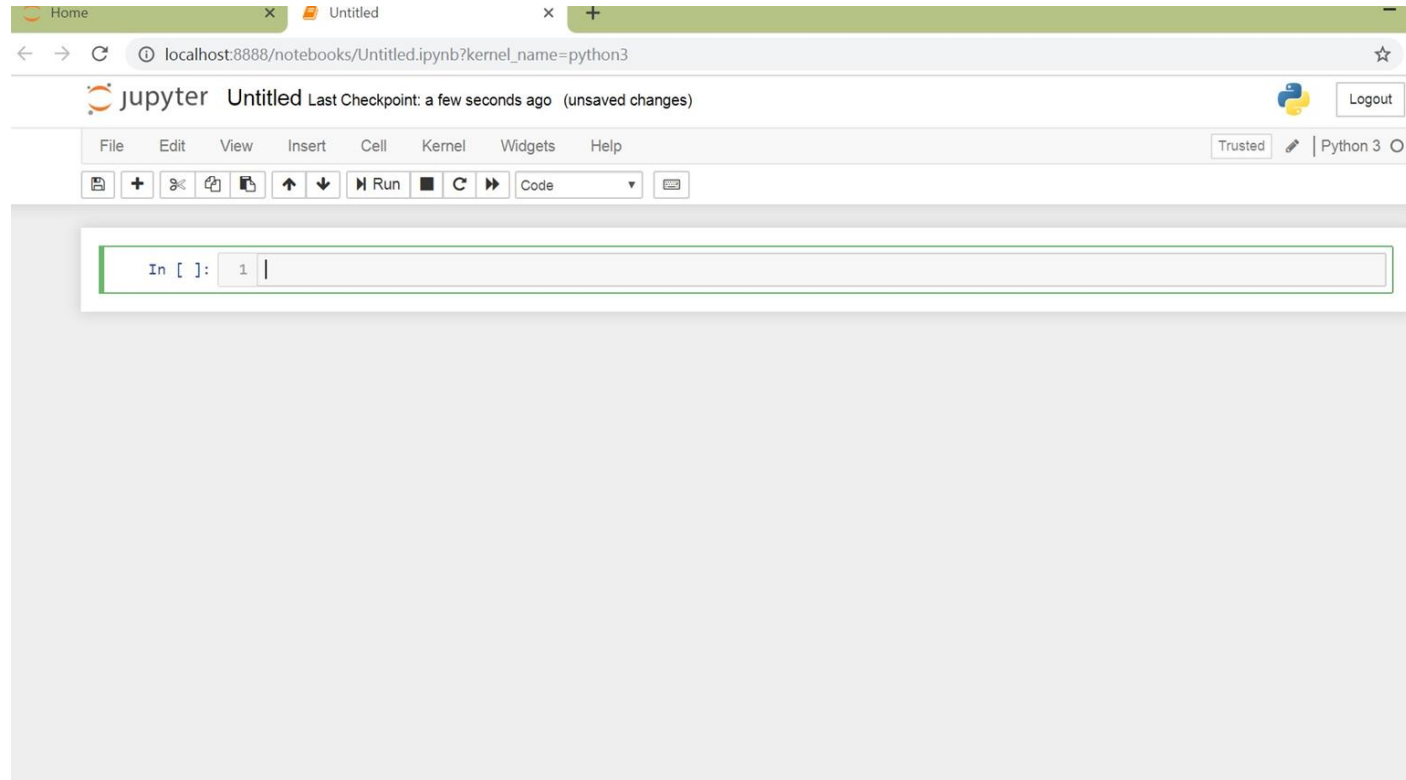 Home Untitled
localhost:8888/notebooks/Untitled.ipynb?kernel_name=python3
jupyter Untitled Last Checkpoint: a few seconds ago (unsaved changes) Logout
File Edit View Insert Cell Kernel Widgets Help Trusted Python 3
Run Code
In [ ]: 1